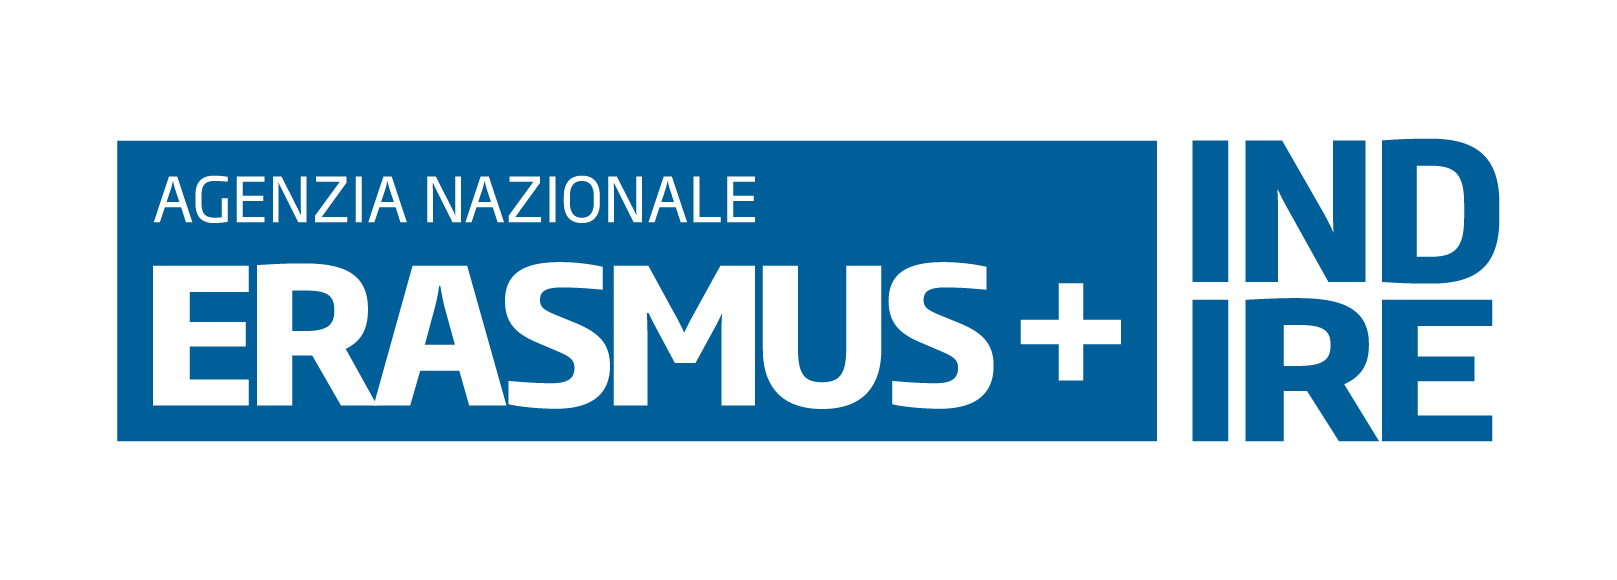 AGENZIA NAZIONALE
ERASMUS+
IND
IRE